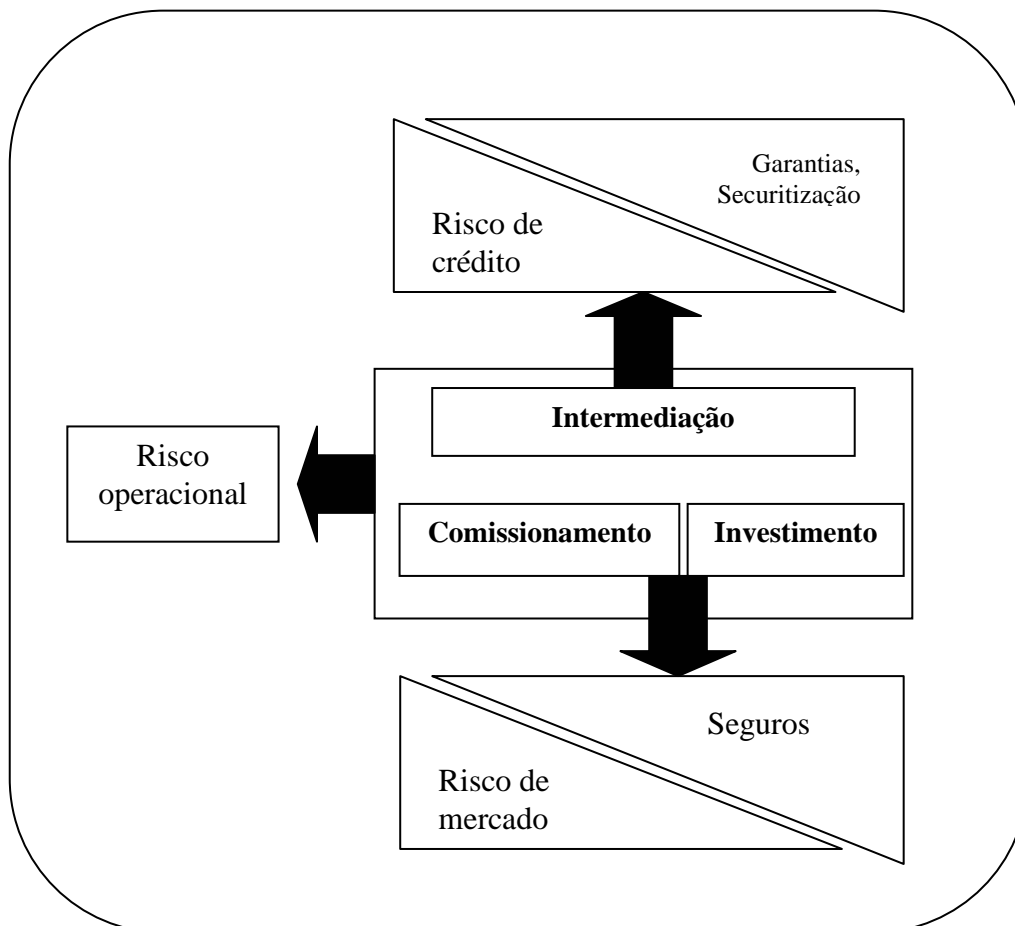 Garantias,
Securitização
Risco de
crédito
Intermediação
Risco
operacional
Comissionamento
Investimento
Seguros
Risco de
mercado